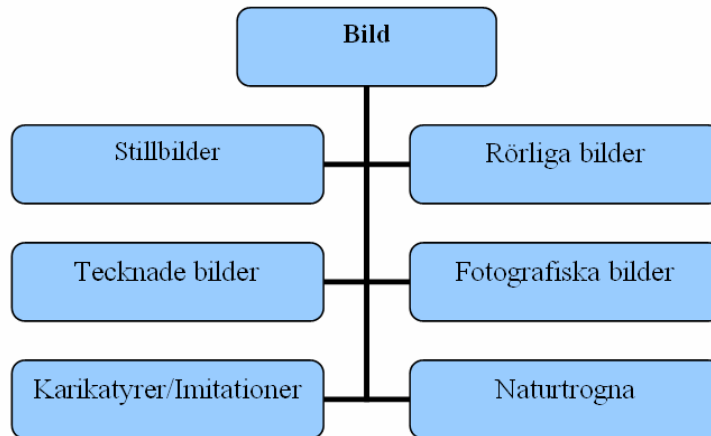 Bild
Stillbilder
Rörliga bilder
Tecknade bilder
Fotografiska bilder
Karikatyrer/Imitationer
Naturtrogna